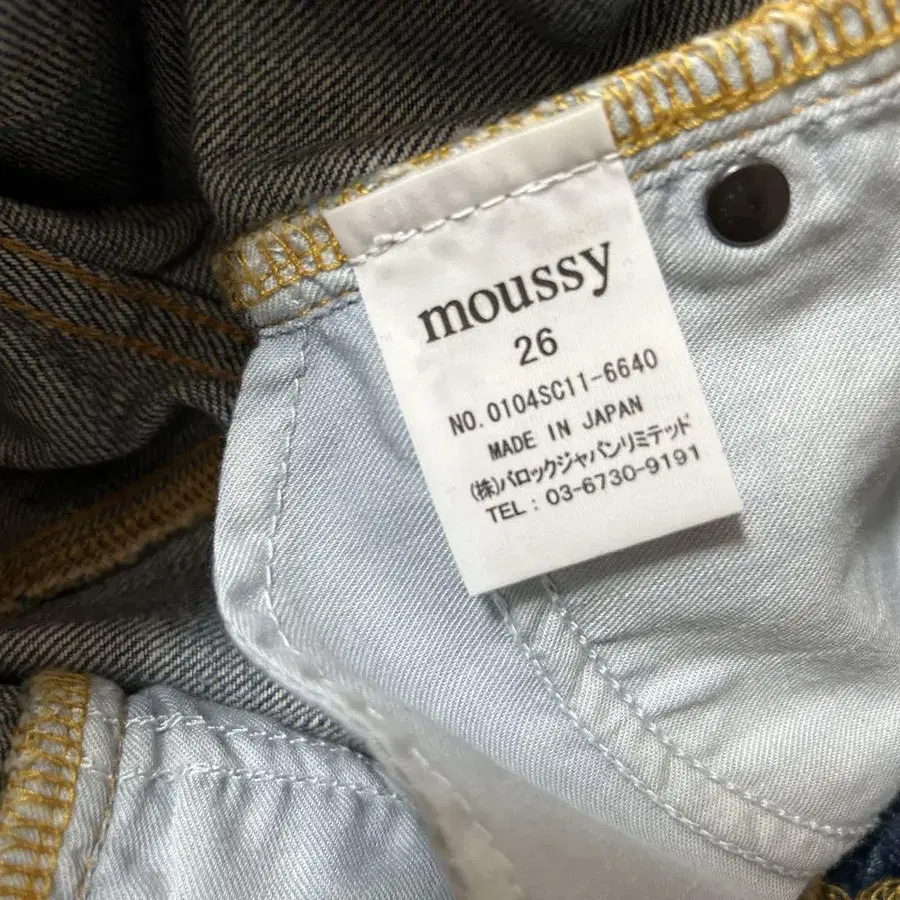 moussy
26
NO.0104SC11-6640
MADE IN JAPAN
(株)バロックジャパンリミテッド
TEL: 03-6730-9191